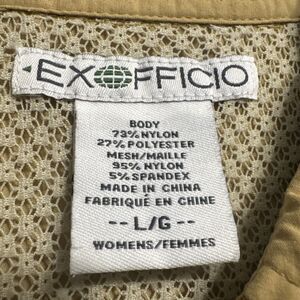 EXOFFICIO
BODY
73% NYLON
27% POLYESTER
MESH/MAILLE
95% NYLON
5% SPANDEX
MADE IN CHINA
FABRIQUÉ EN CHINE
-- L/G --
WOMENS/FEMMES